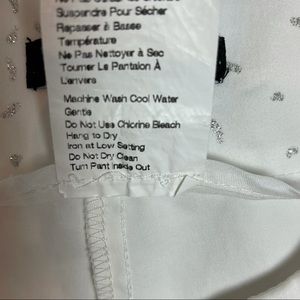 Suspendre Pour Sécher
Repasser à Basse
Température
Ne Pas Nettoyer à Sec
Tourner Le Pantalon À
L'envers
Machine Wash Cool Water
Gentle
Do Not Use Chlorine Bleach
Hang to Dry
Iron at Low Setting
Do Not Dry Clean
Turn Pant Inside Out